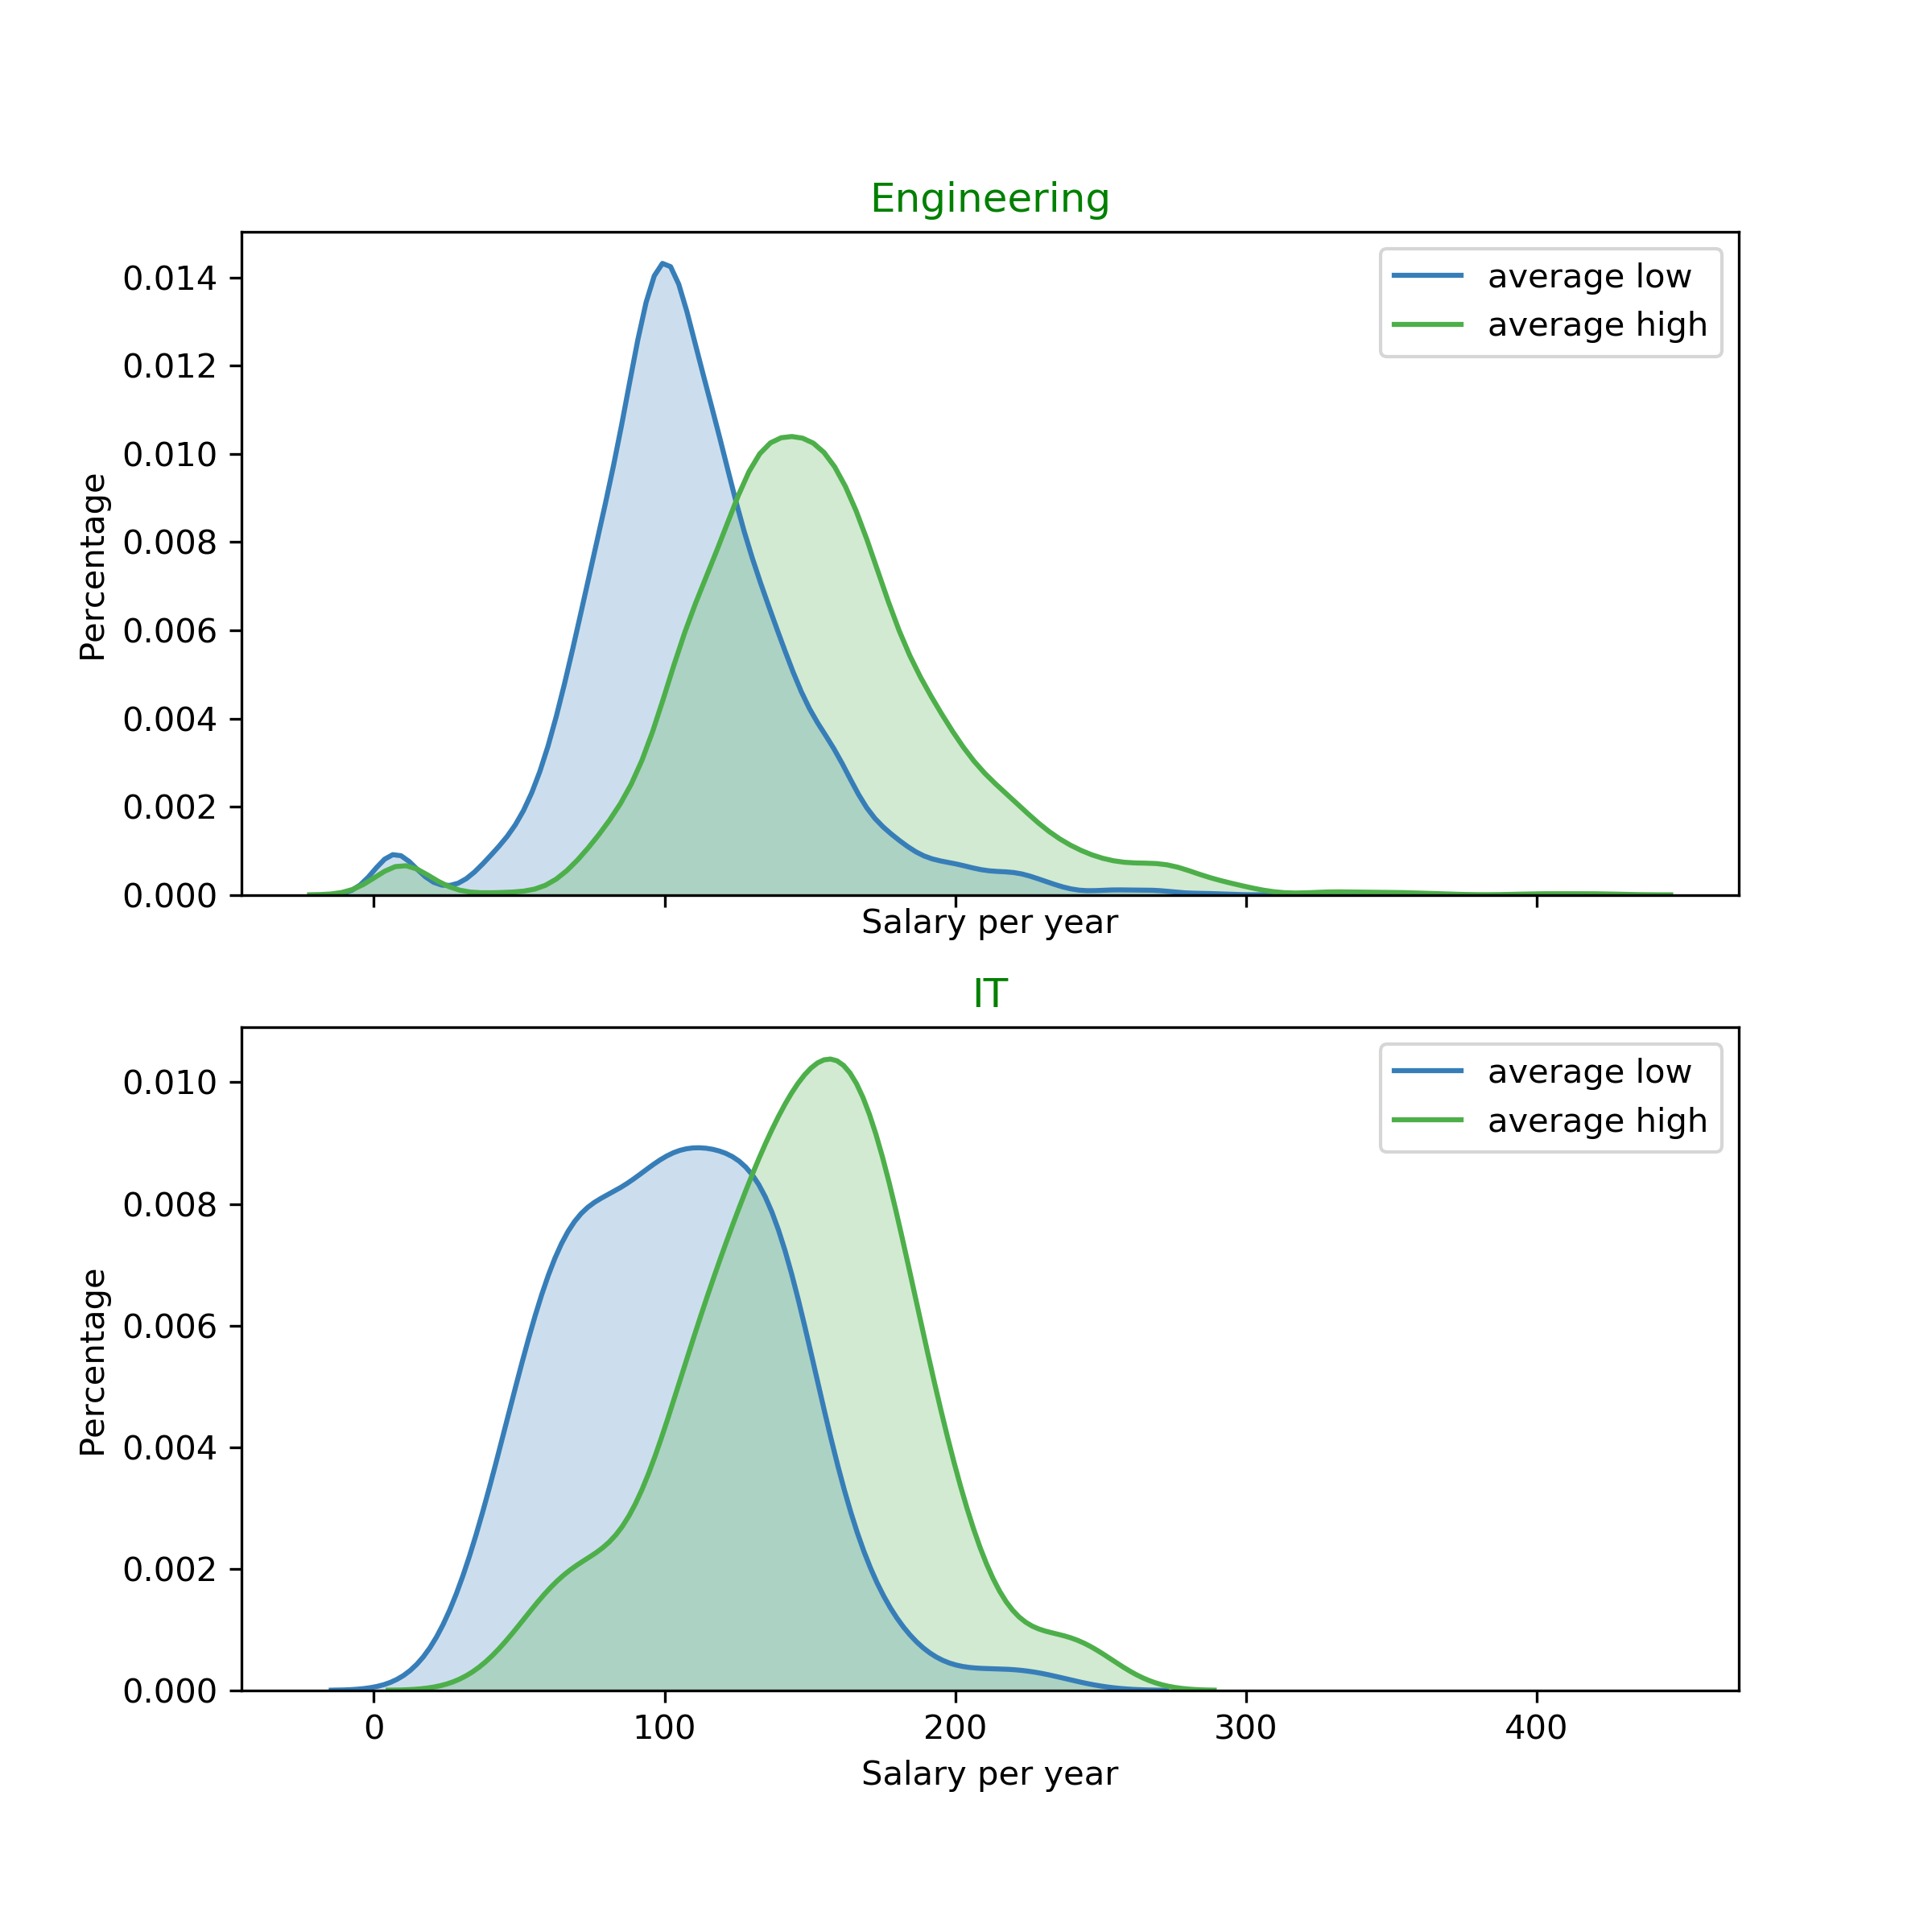 Engineering
average low
average high
0.014
0.012
0.010
0.008
0.006
0.004
0.002
0.000
Percentage
Salary per year
IT
average low
average high
0.010
0.008
0.006
0.004
0.002
0.000
Percentage
0 100 200 300 400
Salary per year